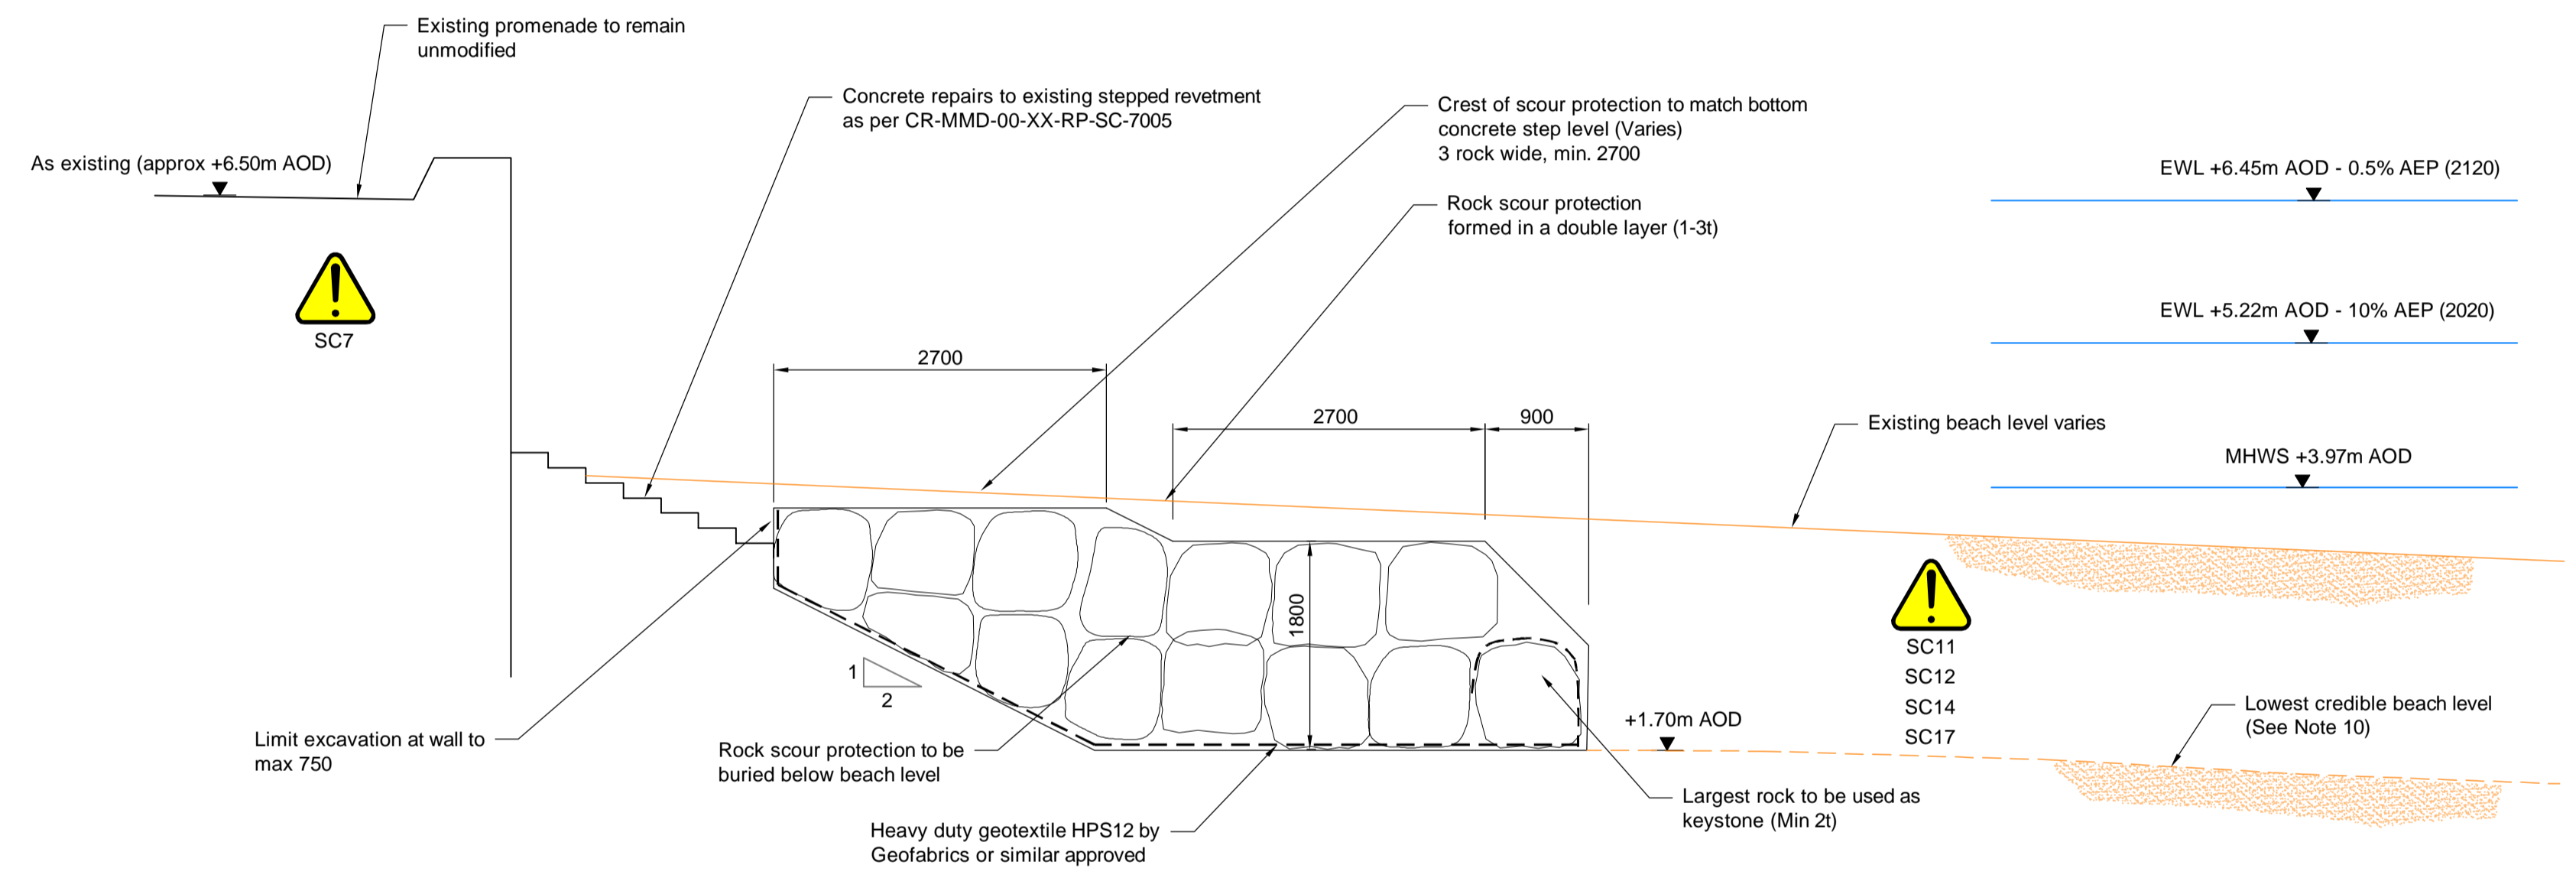 Existing promenade to remain
unmodified
As existing (approx +6.50m AOD)
SC7
Concrete repairs to existing stepped revetment
as per CR-MMD-00-XX-RP-SC-7005
Crest of scour protection to match bottom
concrete step level (Varies)
3 rock wide, min. 2700
Rock scour protection
formed in a double layer (1-3t)
EWL +6.45m AOD - 0.5% AEP (2120)
EWL +5.22m AOD - 10% AEP (2020)
MHWS +3.97m AOD
Existing beach level varies
2700
2700
900
1800
1
2
Limit excavation at wall to
max 750
Rock scour protection to be
buried below beach level
Heavy duty geotextile HPS12 by
Geofabrics or similar approved
+1.70m AOD
Largest rock to be used as
keystone (Min 2t)
SC11
SC12
SC14
SC17
Lowest credible beach level
(See Note 10)